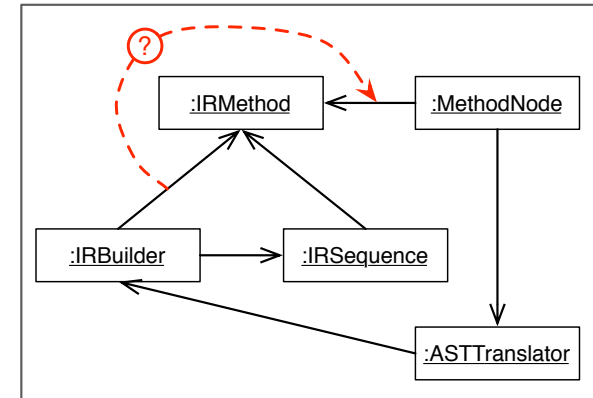 ?
:IRMethod
:MethodNode
:IRBuilder
:IRSequence
:ASTTranslator